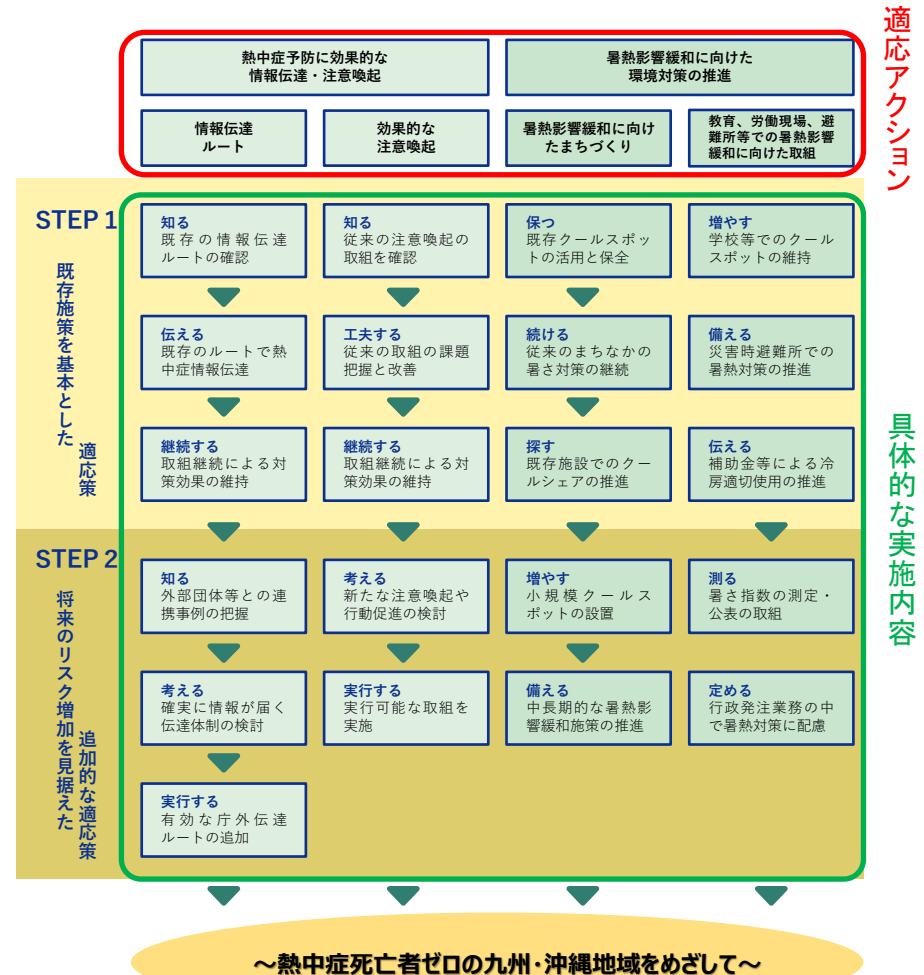 適応アクション
熱中症予防に効果的な
情報伝達・注意喚起
暑熱影響緩和に向けた
環境対策の推進
情報伝達
ルート
効果的な
注意喚起
暑熱影響緩和に向け
たまちづくり
教育、労働現場、避
難所等での暑熱影響
緩和に向けた取組
具体的な実施内容
STEP 1
既存施策を基本とした
適応策
知る
既存の情報伝達
ルートの確認
知る
従来の注意喚起の
取組を確認
保つ
既存クールスポッ
トの活用と保全
増やす
学校等でのクール
スポットの維持
伝える
既存のルートで熱
中症情報伝達
工夫する
従来の取組の課題
把握と改善
続ける
従来のまちなかの
暑さ対策の継続
備える
災害時避難所での
暑熱対策の推進
継続する
取組継続による対
策効果の維持
継続する
取組継続による対
策効果の維持
探す
既存施設でのクー
ルシェアの推進
伝える
補助金等による冷
房適切使用の推進
STEP 2
将来のリスク増加を見据えた
追加的な適応策
知る
外部団体等との連
携事例の把握
考える
新たな注意喚起や
行動促進の検討
増やす
小規模クールス
ポットの設置
測る
暑さ指数の測定・
公表の取組
考える
確実に情報が届く
伝達体制の検討
実行する
実行可能な取組を
実施
備える
中長期的な暑熱影
響緩和施策の推進
定める
行政発注業務の中
で暑熱対策に配慮
実行する
有効な庁外伝達
ルートの追加
～熱中症死亡者ゼロの九州・沖縄地域をめざして～